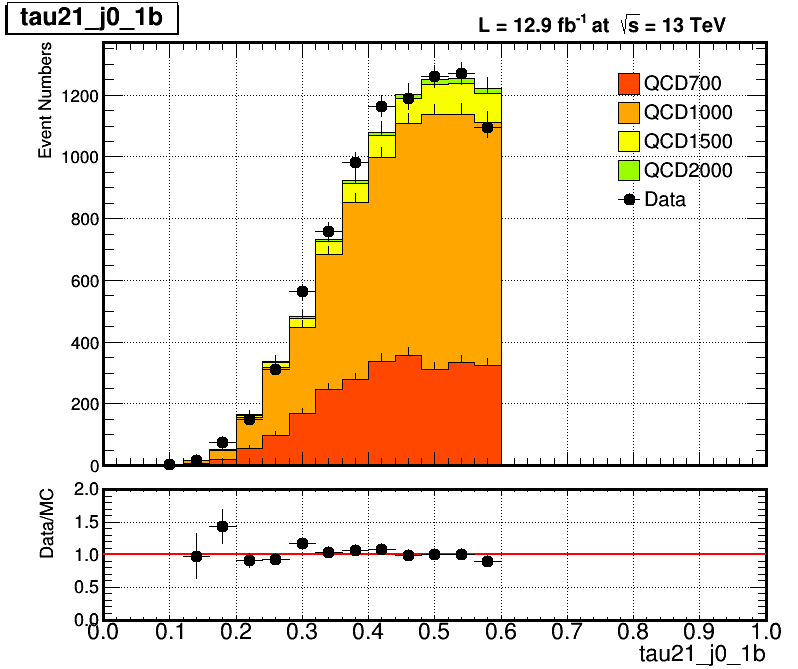 tau21_j0_1b
L = 12.9 fb-1 at √s = 13 TeV
Event Numbers
1200
1000
800
600
400
200
0
QCD700
QCD1000
QCD1500
QCD2000
Data
Data/MC
2.0
1.5
1.0
0.5
0.0
0.0 0.1 0.2 0.3 0.4 0.5 0.6 0.7 0.8 0.9 1.0
tau21_j0_1b